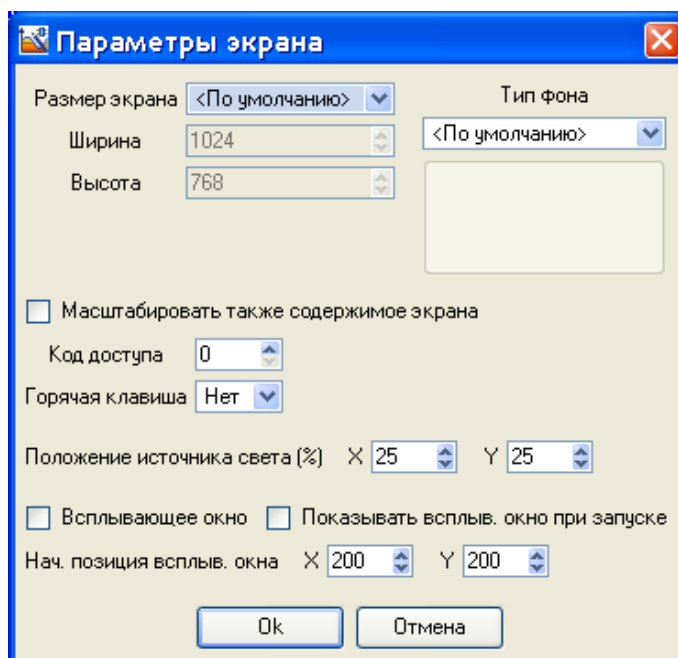 Параметры экрана
Размер экрана <По умолчанию> Тип фона
<По умолчанию>
Ширина 1024
Высота 768
Масштабировать также содержимое экрана
Код доступа 0
Горячая клавиша Нет
Положение источника света (%) X 25 Y 25
Всплывающее окно Показывать всплыв. окно при запуске
Нач. позиция всплыв. окна X 200 Y 200
Ok Отмена